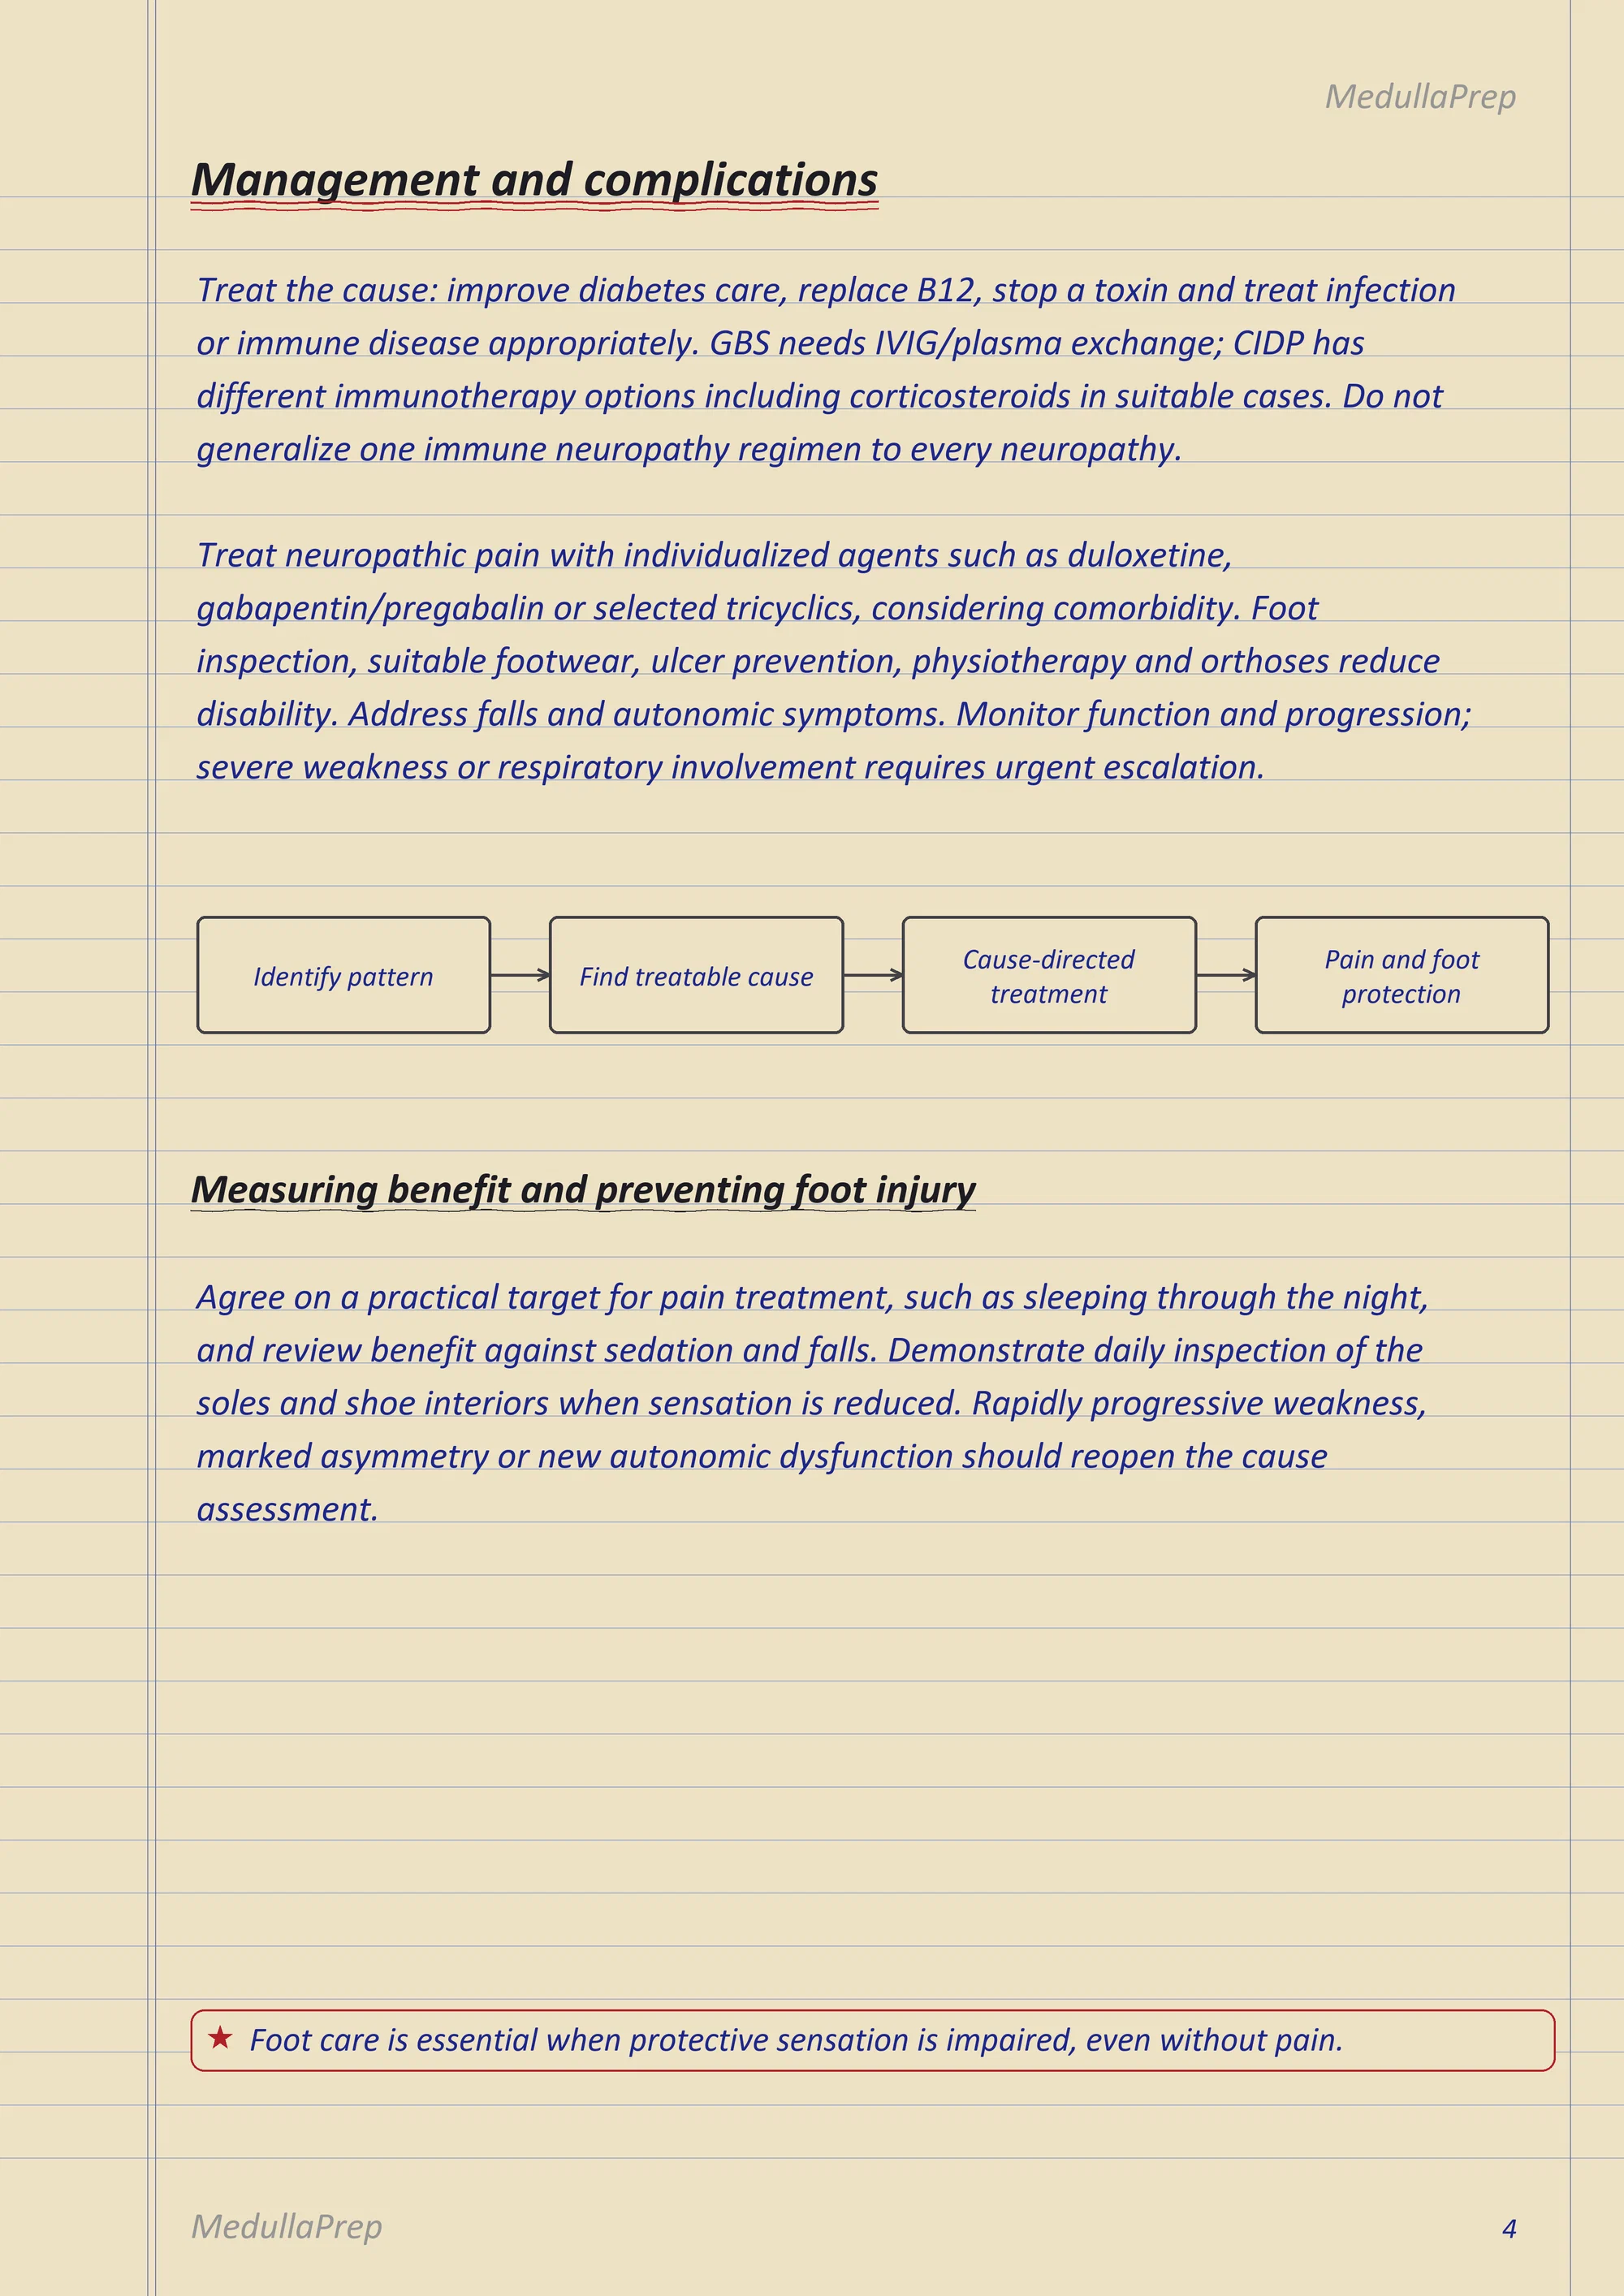 MedullaPrep
Management and complications
Treat the cause: improve diabetes care, replace B12, stop a toxin and treat infection
or immune disease appropriately. GBS needs IVIG/plasma exchange; CIDP has
different immunotherapy options including corticosteroids in suitable cases. Do not
generalize one immune neuropathy regimen to every neuropathy.
Treat neuropathic pain with individualized agents such as duloxetine,
gabapentin/pregabalin or selected tricyclics, considering comorbidity. Foot
inspection, suitable footwear, ulcer prevention, physiotherapy and orthoses reduce
disability. Address falls and autonomic symptoms. Monitor function and progression;
severe weakness or respiratory involvement requires urgent escalation.
Identify pattern
Find treatable cause
Cause-directed
treatment
Pain and foot
protection
Measuring benefit and preventing foot injury
Agree on a practical target for pain treatment, such as sleeping through the night,
and review benefit against sedation and falls. Demonstrate daily inspection of the
soles and shoe interiors when sensation is reduced. Rapidly progressive weakness,
marked asymmetry or new autonomic dysfunction should reopen the cause
assessment.
★ Foot care is essential when protective sensation is impaired, even without pain.
MedullaPrep
4